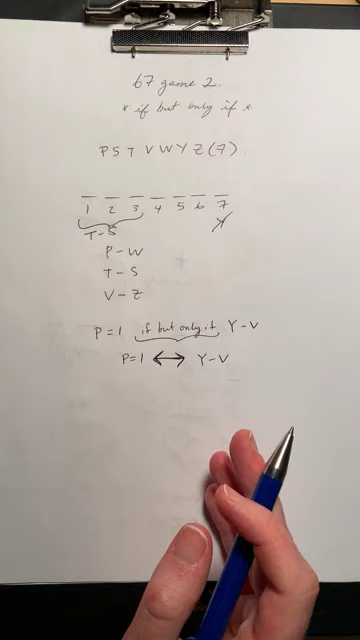 67 game 2.
* if but only if *
P S T V W Y Z (7)
1 2 3 4 5 6 7
T-S Y
P-W
T-S
V-Z
P=1 if but only if Y-V
P=1 ↔ Y-V